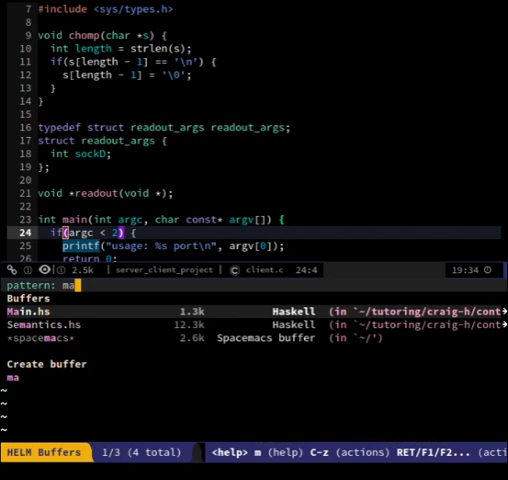 7 #include <sys/types.h>
8
9 void chomp(char *s) {
10 int length = strlen(s);
11 if(s[length - 1] == '\n') {
12 s[length - 1] = '\0';
13 }
14 }
15
16 typedef struct readout_args readout_args;
17 struct readout_args {
18 int sockD;
19 };
20
21 void *readout(void *);
22
23 int main(int argc, char const* argv[]) {
24 if(argc < 2) {
25 printf("usage: %s port\n", argv[0]);
26 return 0;
2.5k server_client_project C client.c 24:4 19:34
pattern: ma
Buffers
Main.hs 1.3k Haskell (in `~/tutoring/craig-h/cont
Semantics.hs 12.3k Haskell (in `~/tutoring/craig-h/cont
*spacemacs* 2.6k Spacemacs buffer (in `~/')
Create buffer
ma
~
~
~
~
HELM Buffers 1/3 (4 total) <help> m (help) C-z (actions) RET/F1/F2... (acti